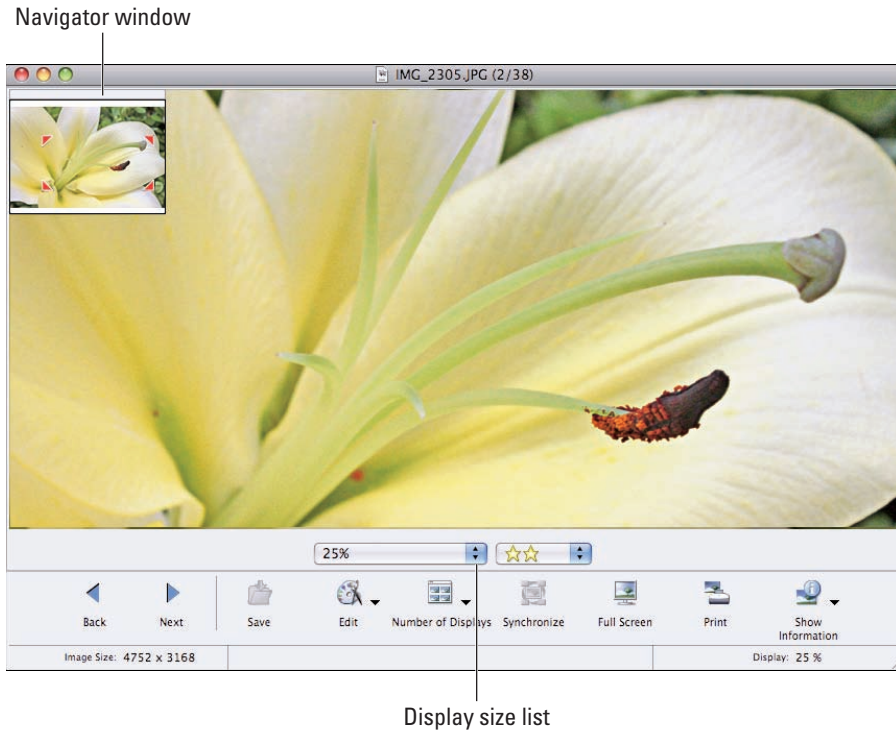 Navigator window
IMG_2305.JPG (2/38)
25%
Back
Next
Save
Edit
Number of Displays
Synchronize
Full Screen
Print
Show
Information
Image Size: 4752 x 3168
Display: 25 %
Display size list